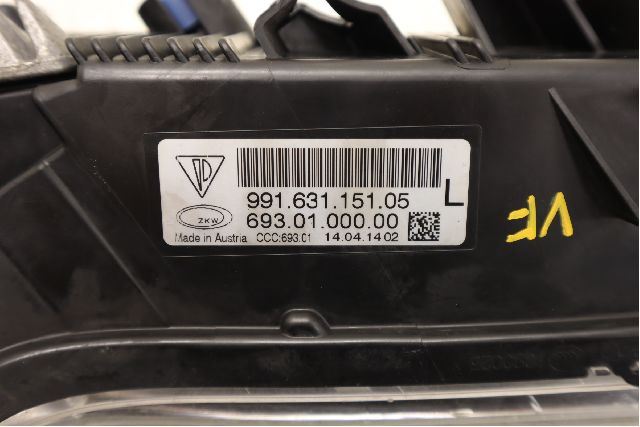 991.631.151.05 L
ZKW 693.01.000.00
Made in Austria CCC:693.01 14.04.14 02
VF